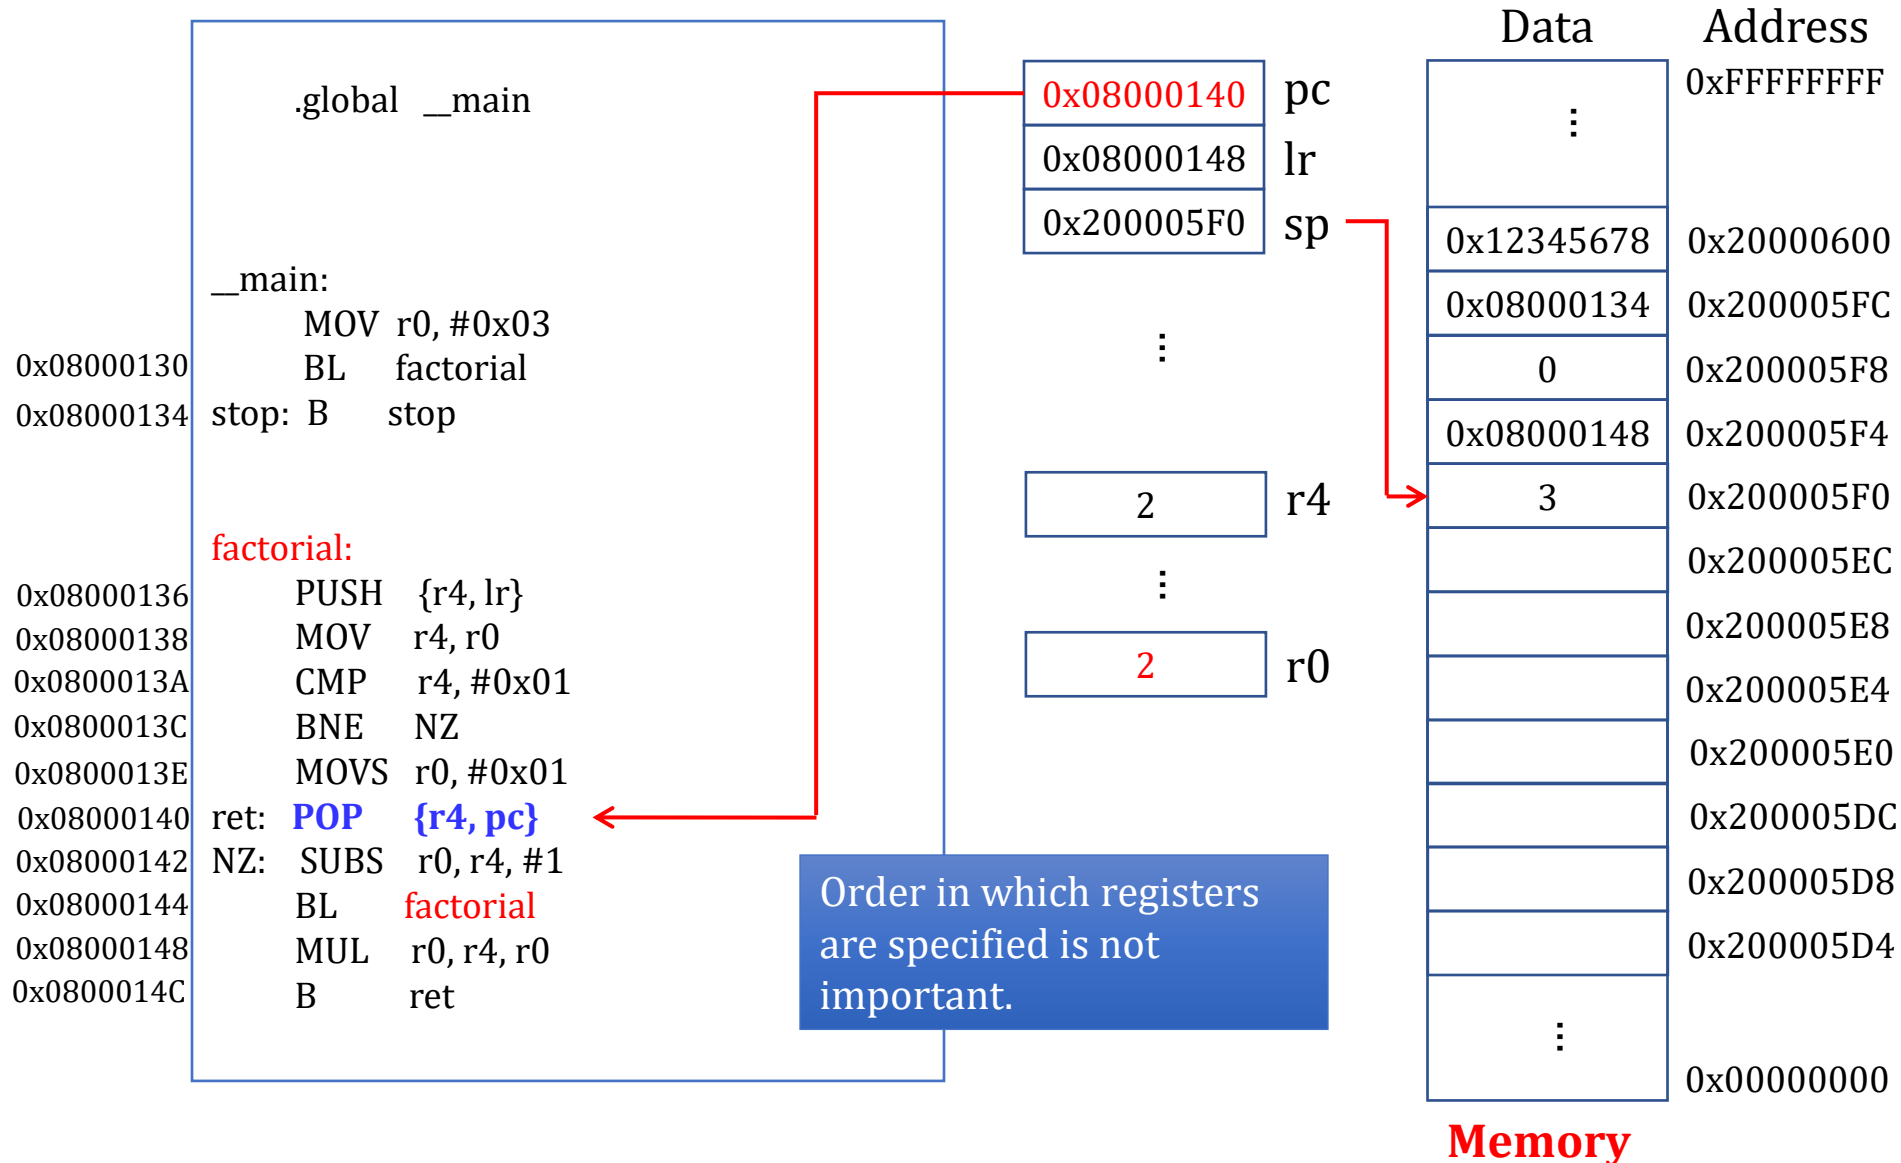 .global __main
__main:
MOV r0, #0x03
0x08000130 BL factorial
0x08000134 stop: B stop
factorial:
0x08000136 PUSH {r4, lr}
0x08000138 MOV r4, r0
0x0800013A CMP r4, #0x01
0x0800013C BNE NZ
0x0800013E MOVS r0, #0x01
0x08000140 ret: POP {r4, pc}
0x08000142 NZ: SUBS r0, r4, #1
0x08000144 BL factorial
0x08000148 MUL r0, r4, r0
0x0800014C B ret
0x08000140 pc
0x08000148 lr
0x200005F0 sp
⋮
2 r4
⋮
2 r0
Order in which registers
are specified is not
important.
Data Address
0xFFFFFFFF
⋮
0x12345678 0x20000600
0x08000134 0x200005FC
0 0x200005F8
0x08000148 0x200005F4
3 0x200005F0
0x200005EC
0x200005E8
0x200005E4
0x200005E0
0x200005DC
0x200005D8
0x200005D4
⋮
0x00000000
Memory